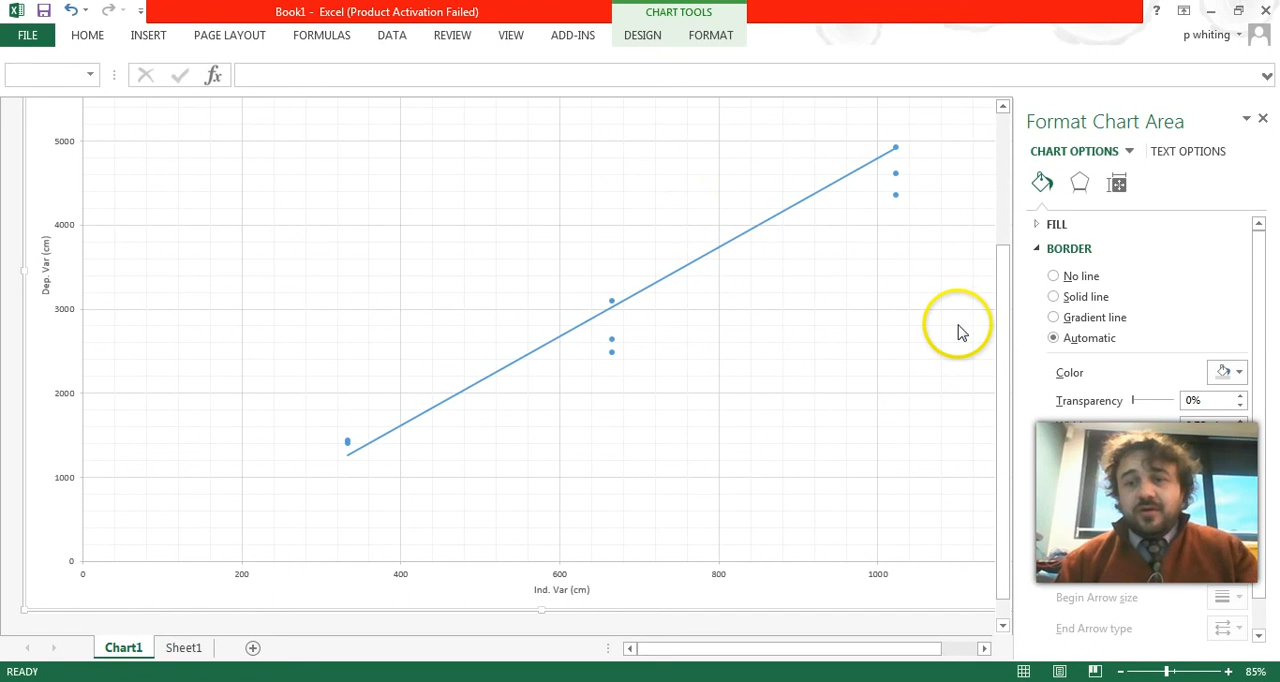 Book1 - Excel (Product Activation Failed)
CHART TOOLS
?
FILE HOME INSERT PAGE LAYOUT FORMULAS DATA REVIEW VIEW ADD-INS DESIGN FORMAT
p whiting
fx
Format Chart Area
CHART OPTIONS TEXT OPTIONS
FILL
BORDER
No line
Solid line
Gradient line
Automatic
Color
Transparency 0%
Begin Arrow size
End Arrow type
5000
4000
3000
2000
1000
0
Dep. Var (cm)
0 200 400 600 800 1000
Ind. Var (cm)
Chart1 Sheet1
READY
85%